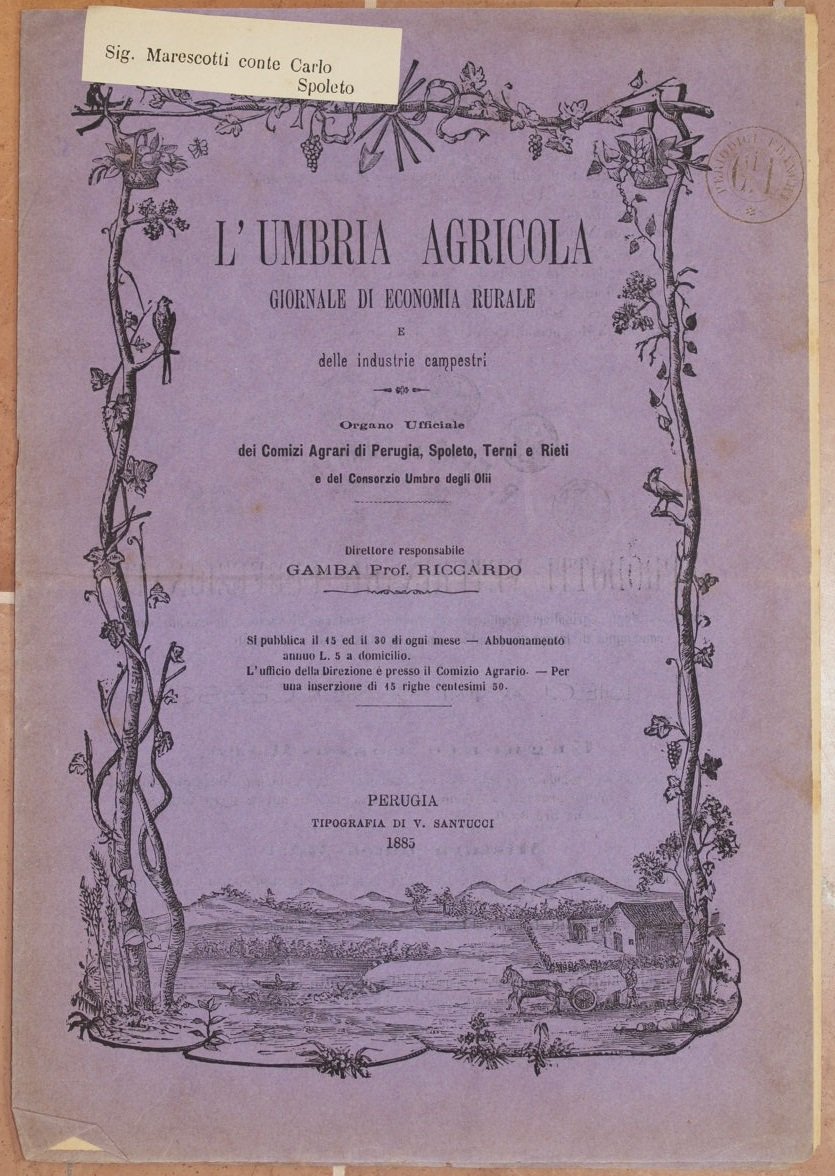 Sig. Marescotti conte Carlo
Spoleto
L' UMBRIA AGRICOLA
GIORNALE DI ECONOMIA RURALE
E
delle industrie campestri
Organo Ufficiale
dei Comizi Agrari di Perugia, Spoleto, Terni e Rieti
e del Consorzio Umbro degli Olii
Direttore responsabile
GAMBA Prof. RICCARDO
Si pubblica il 15 ed il 30 di ogni mese — Abbuonamento
annuo L. 5 a domicilio.
L'ufficio della Direzione è presso il Comizio Agrario. — Per
una inserzione di 15 righe centesimi 50.
PERUGIA
TIPOGRAFIA DI V. SANTUCCI
1885